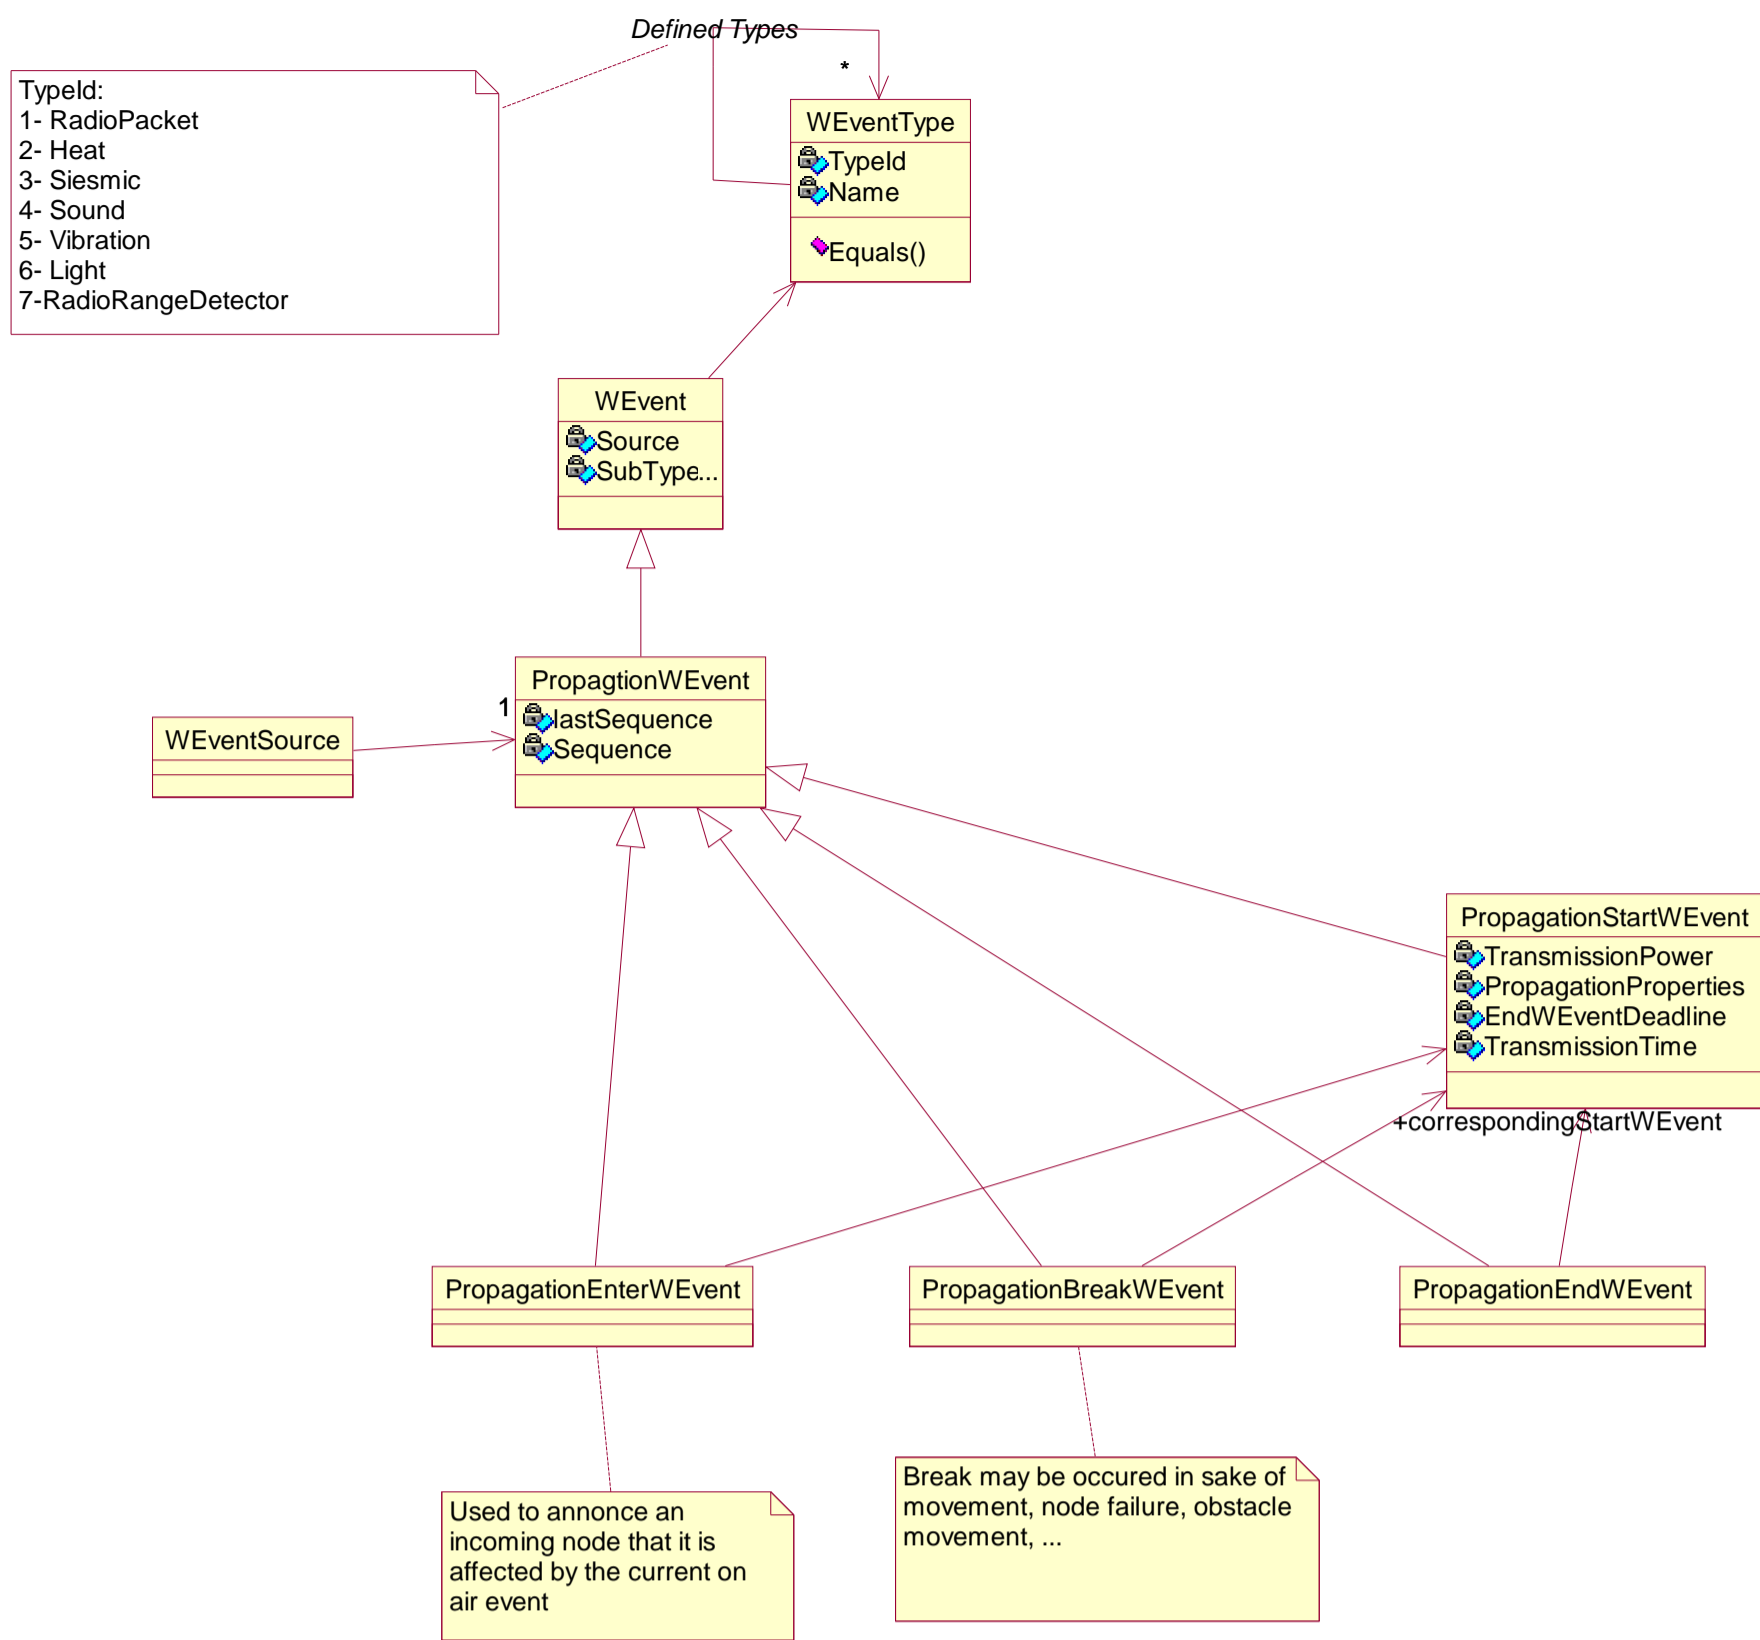 Defined Types
*
TypeId:
1- RadioPacket
2- Heat
3- Siesmic
4- Sound
5- Vibration
6- Light
7-RadioRangeDetector
WEventType
TypeId
Name
Equals()
WEvent
Source
SubType...
PropagtionWEvent
1
lastSequence
Sequence
WEventSource
PropagationStartWEvent
TransmissionPower
PropagationProperties
EndWEventDeadline
TransmissionTime
+correspondingStartWEvent
PropagationEnterWEvent
PropagationBreakWEvent
PropagationEndWEvent
Used to annonce an
incoming node that it is
affected by the current on
air event
Break may be occured in sake of
movement, node failure, obstacle
movement, ...